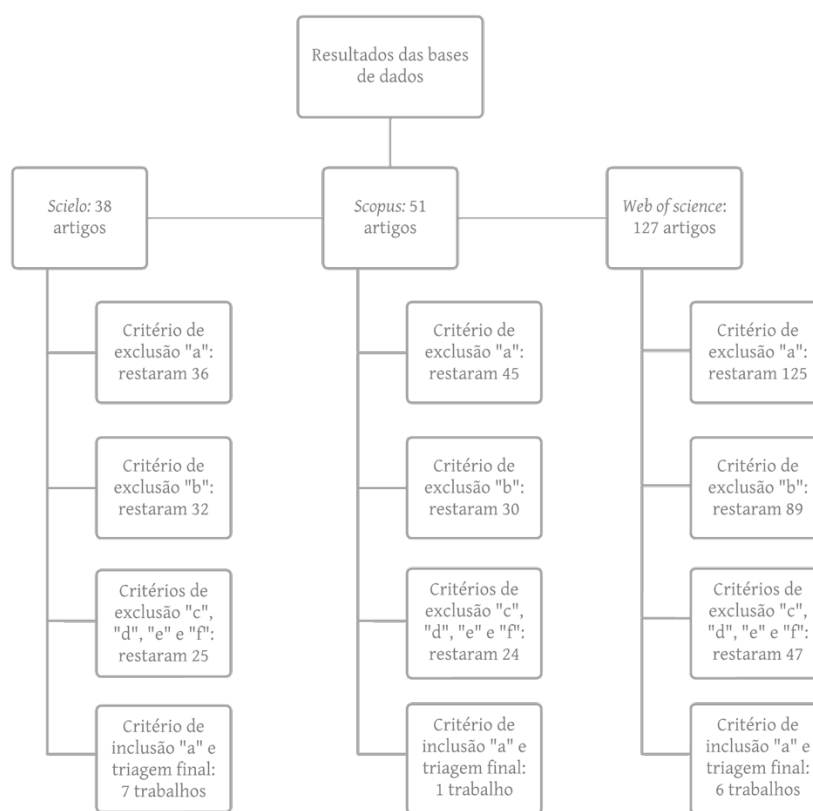 Resultados das bases
de dados
Scielo: 38
artigos
Scopus: 51
artigos
Web of science:
127 artigos
Critério de
exclusão "a":
restaram 36
Critério de
exclusão "a":
restaram 45
Critério de
exclusão "a":
restaram 125
Critério de
exclusão "b":
restaram 32
Critério de
exclusão "b":
restaram 30
Critério de
exclusão "b":
restaram 89
Critérios de
exclusão "c",
"d", "e" e "f":
restaram 25
Critérios de
exclusão "c",
"d", "e" e "f":
restaram 24
Critérios de
exclusão "c",
"d", "e" e "f":
restaram 47
Critério de
inclusão "a" e
triagem final:
7 trabalhos
Critério de
inclusão "a" e
triagem final:
1 trabalho
Critério de
inclusão "a" e
triagem final:
6 trabalhos